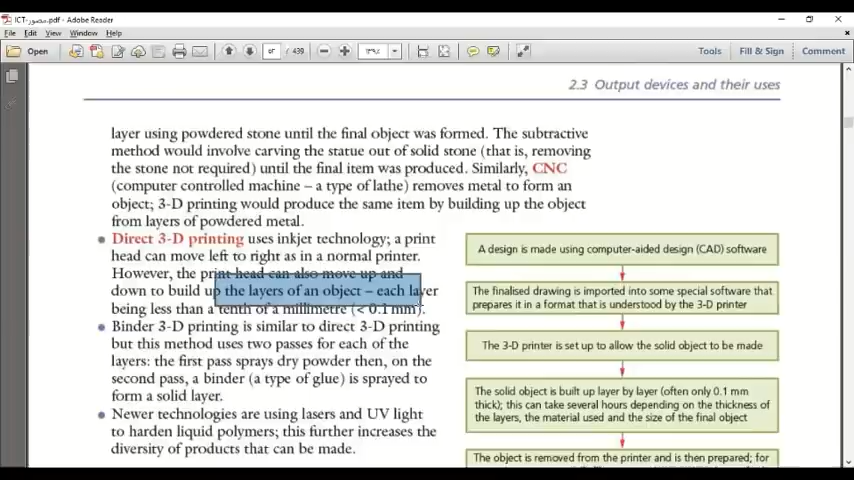 ICT-مصور.pdf - Adobe Reader
File Edit View Window Help
Open
٥٢ / 439
Tools Fill & Sign Comment
2.3 Output devices and their uses
layer using powdered stone until the final object was formed. The subtractive
method would involve carving the statue out of solid stone (that is, removing
the stone not required) until the final item was produced. Similarly, CNC
(computer controlled machine – a type of lathe) removes metal to form an
object; 3-D printing would produce the same item by building up the object
from layers of powdered metal.
• Direct 3-D printing uses inkjet technology; a print
head can move left to right as in a normal printer.
However, the print head can also move up and
down to build up the layers of an object – each layer
being less than a tenth of a millimetre (< 0.1 mm).
• Binder 3-D printing is similar to direct 3-D printing
but this method uses two passes for each of the
layers: the first pass sprays dry powder then, on the
second pass, a binder (a type of glue) is sprayed to
form a solid layer.
• Newer technologies are using lasers and UV light
to harden liquid polymers; this further increases the
diversity of products that can be made.
A design is made using computer-aided design (CAD) software
The finalised drawing is imported into some special software that
prepares it in a format that is understood by the 3-D printer
The 3-D printer is set up to allow the solid object to be made
The solid object is built up layer by layer (often only 0.1 mm
thick); this can take several hours depending on the thickness of
the layers, the material used and the size of the final object
The object is removed from the printer and is then prepared; for